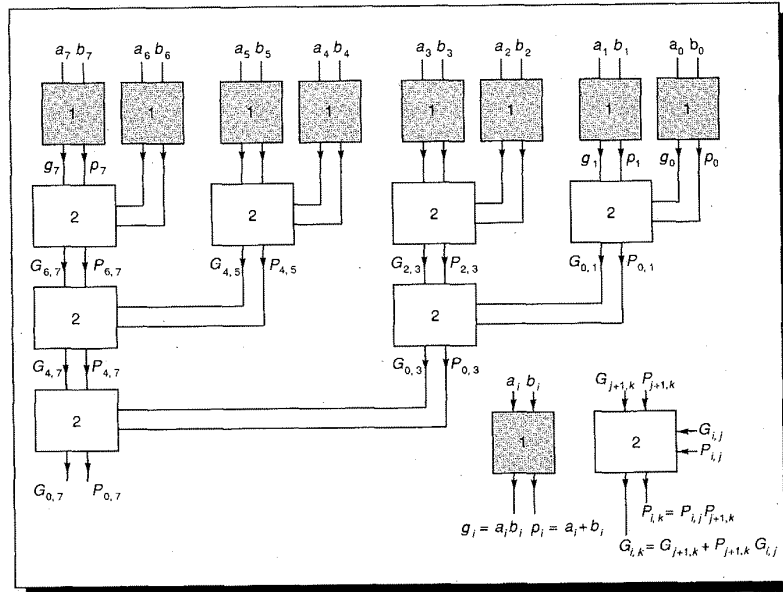 a7 b7 a6 b6 a5 b5 a4 b4 a3 b3 a2 b2 a1 b1 a0 b0
1 1 1 1 1 1 1 1
g7 p7 g1 p1 g0 p0
2 2 2 2
G6,7 P6,7 G4,5 P4,5 G2,3 P2,3 G0,1 P0,1
2 2
G4,7 P4,7 G0,3 P0,3
ai bi Gj+1,k Pj+1,k
2 1 2 Gi,j
Pi,j
G0,7 P0,7
Pi,k = Pi,j Pj+1,k
gi = aibi pi = ai + bi
Gi,k = Gj+1,k + Pj+1,k Gi,j